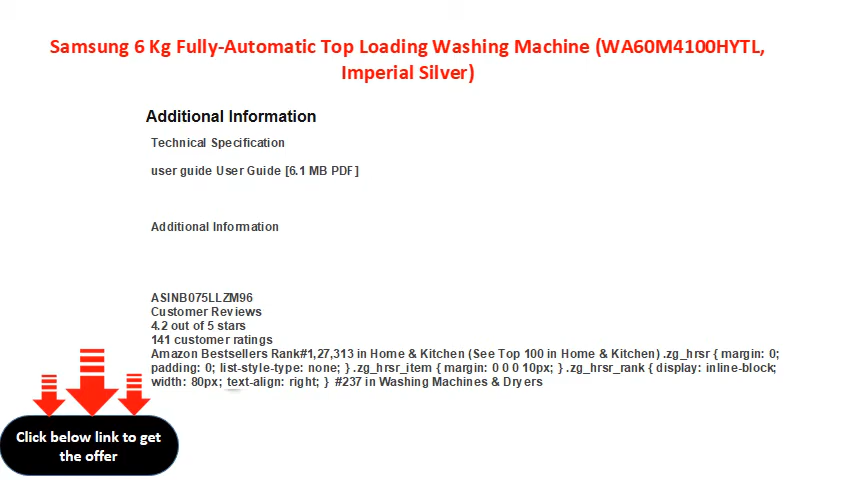 Samsung 6 Kg Fully-Automatic Top Loading Washing Machine (WA60M4100HYTL,
Imperial Silver)
Additional Information
Technical Specification
user guide User Guide [6.1 MB PDF]
Additional Information
ASINB075LLZM96
Customer Reviews
4.2 out of 5 stars
141 customer ratings
Amazon Bestsellers Rank#1,27,313 in Home & Kitchen (See Top 100 in Home & Kitchen) .zg_hrsr { margin: 0;
padding: 0; list-style-type: none; } .zg_hrsr_item { margin: 0 0 0 10px; } .zg_hrsr_rank { display: inline-block;
width: 80px; text-align: right; } #237 in Washing Machines & Dryers
Click below link to get
the offer